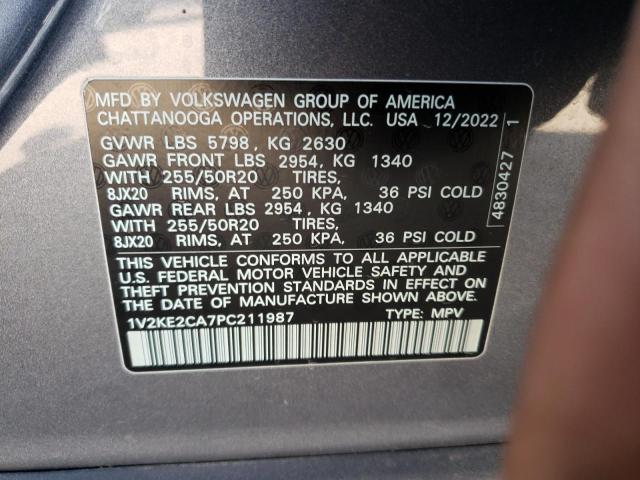 MFD BY VOLKSWAGEN GROUP OF AMERICA
CHATTANOOGA OPERATIONS, LLC. USA 12/2022
GVWR LBS 5798, KG 2630
GAWR FRONT LBS 2954, KG 1340
WITH 255/50R20 TIRES,
8JX20 RIMS, AT 250 KPA, 36 PSI COLD
GAWR REAR LBS 2954, KG 1340
WITH 255/50R20 TIRES,
8JX20 RIMS, AT 250 KPA, 36 PSI COLD
THIS VEHICLE CONFORMS TO ALL APPLICABLE
U.S. FEDERAL MOTOR VEHICLE SAFETY AND
THEFT PREVENTION STANDARDS IN EFFECT ON
THE DATE OF MANUFACTURE SHOWN ABOVE.
1V2KE2CA7PC211987 TYPE: MPV
4830427 1